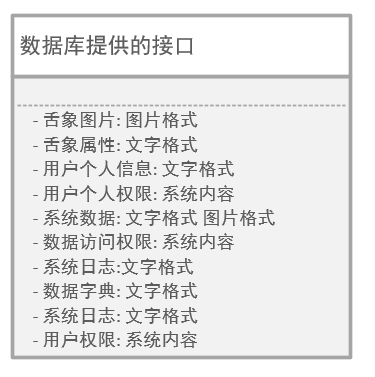 数据库提供的接口
- 舌象图片: 图片格式
- 舌象属性: 文字格式
- 用户个人信息: 文字格式
- 用户个人权限: 系统内容
- 系统数据: 文字格式 图片格式
- 数据访问权限: 系统内容
- 系统日志:文字格式
- 数据字典: 文字格式
- 系统日志: 文字格式
- 用户权限: 系统内容